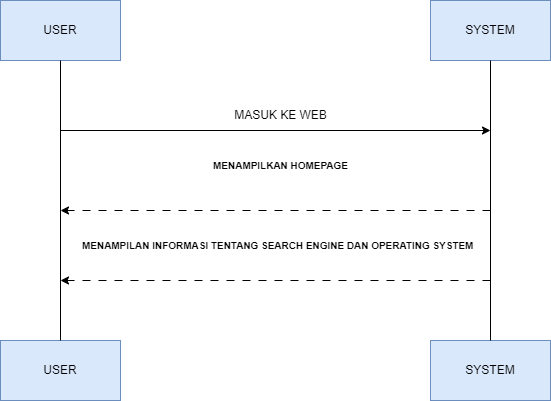 USER
SYSTEM
MASUK KE WEB
MENAMPILKAN HOMEPAGE
MENAMPILAN INFORMASI TENTANG SEARCH ENGINE DAN OPERATING SYSTEM
USER
SYSTEM